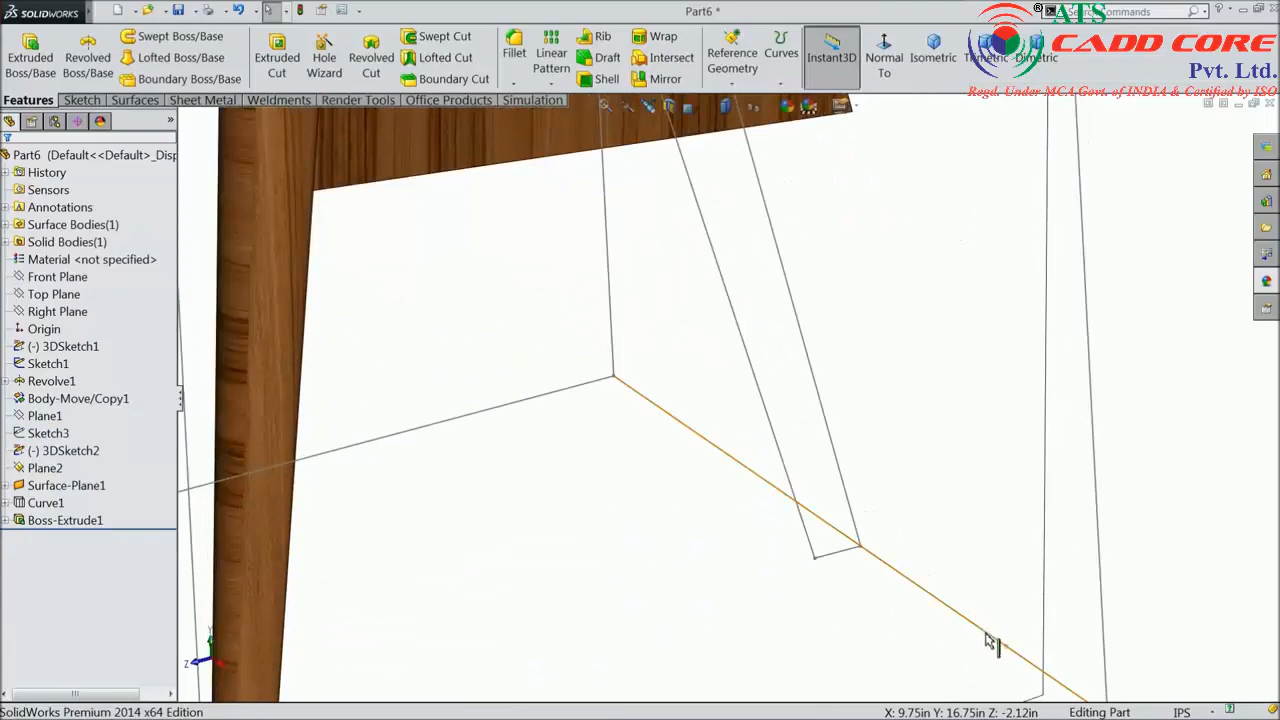 SOLIDWORKS
Part6 *
Commands
ATS
CADD CORE
Pvt. Ltd.
Regd. Under MCA Govt. of INDIA & Certified by ISO
Extruded Boss/Base
Revolved Boss/Base
Swept Boss/Base
Lofted Boss/Base
Boundary Boss/Base
Extruded Cut
Hole Wizard
Revolved Cut
Swept Cut
Lofted Cut
Boundary Cut
Fillet
Linear Pattern
Rib
Draft
Shell
Wrap
Intersect
Mirror
Reference Geometry
Curves
Instant3D
Normal To
Isometric
Trimetric
Dimetric
Features
Sketch
Surfaces
Sheet Metal
Weldments
Render Tools
Office Products
Simulation
Part6 (Default<<Default>_Disp
History
Sensors
Annotations
Surface Bodies(1)
Solid Bodies(1)
Material <not specified>
Front Plane
Top Plane
Right Plane
Origin
(-) 3DSketch1
Sketch1
Revolve1
Body-Move/Copy1
Plane1
Sketch3
(-) 3DSketch2
Plane2
Surface-Plane1
Curve1
Boss-Extrude1
Y
Z
SolidWorks Premium 2014 x64 Edition
X: 9.75in Y: 16.75in Z: -2.12in
Editing Part
IPS